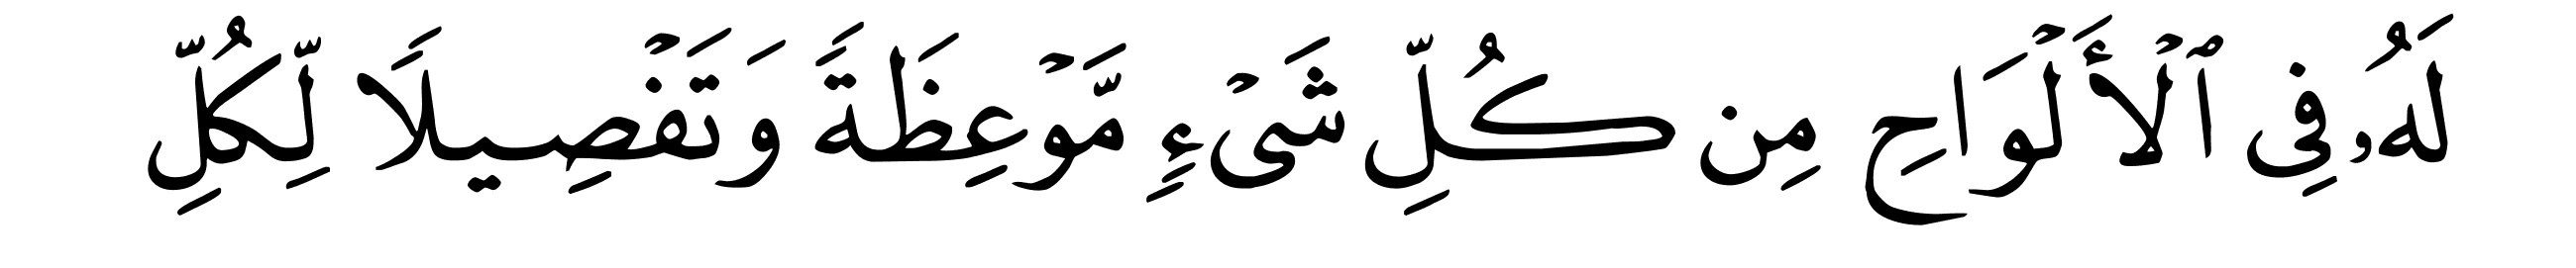 لَهُۥ فِى ٱلْأَلْوَاحِ مِن كُلِّ شَىْءٍ مَّوْعِظَةً وَتَفْصِيلًا لِّكُلِّ